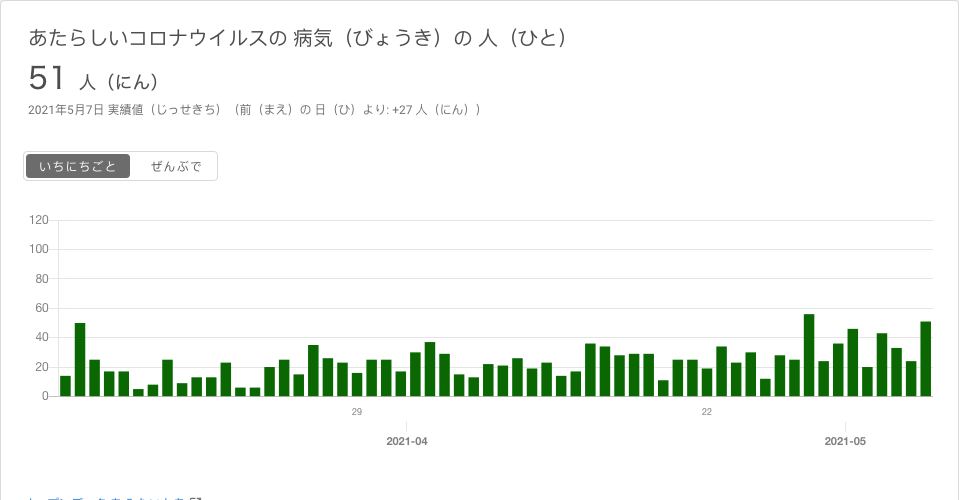 あたらしいコロナウイルスの 病気（びょうき）の 人（ひと）
51 人（にん）
2021年5月7日 実績値（じっせきち）（前（まえ）の 日（ひ）より: +27 人（にん））
いちにちごと ぜんぶで
120
100
80
60
40
20
0
29 22
2021-04 2021-05